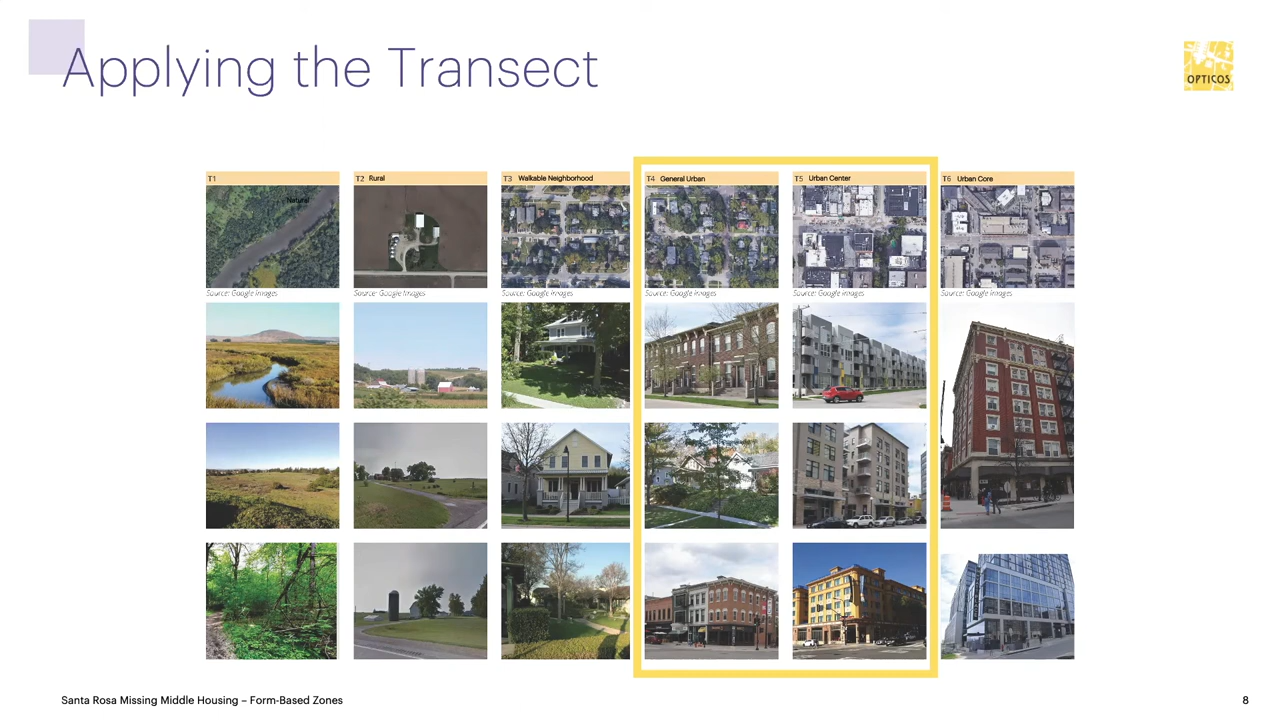 Applying the Transect
OPTICOS
T1
Natural
T2 Rural
T3 Walkable Neighborhood
T4 General Urban
T5 Urban Center
T6 Urban Core
Source: Google Images
Source: Google Images
Source: Google Images
Source: Google Images
Source: Google Images
Source: Google Images
Santa Rosa Missing Middle Housing – Form-Based Zones
8